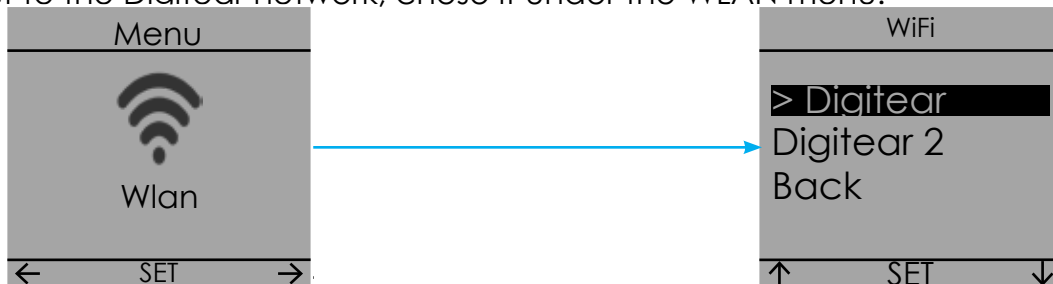 to the Digitear network, chose it under the WLAN menu.
Menu
Wlan
← SET →
WiFi
> Digitear
Digitear 2
Back
↑ SET ↓